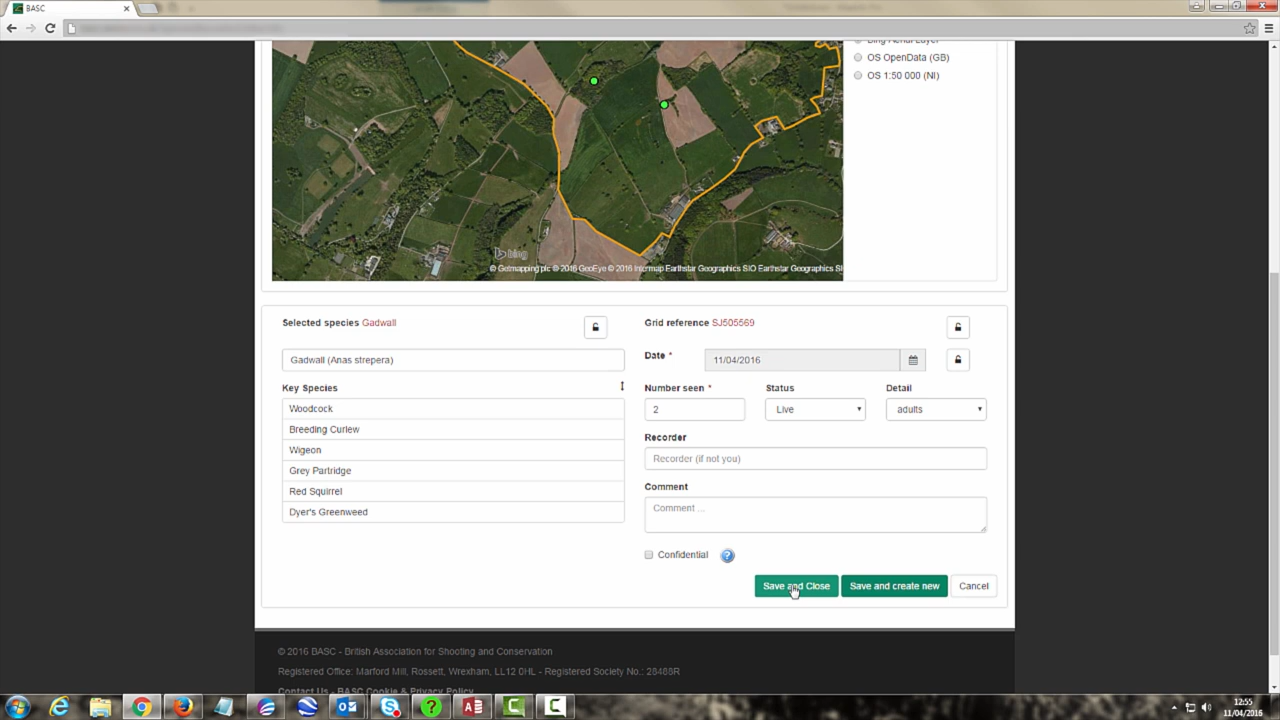 BASC
Bing Aerial Layer
OS OpenData (GB)
OS 1:50 000 (NI)
bing
© Getmapping plc © 2016 GeoEye © 2016 Intermap Earthstar Geographics SIO Earthstar Geographics SI
Selected species Gadwall
Grid reference SJ505569
Gadwall (Anas strepera)
Date *
11/04/2016
Key Species
Number seen *
Status
Detail
Woodcock
2
Live
adults
Breeding Curlew
Recorder
Wigeon
Recorder (if not you)
Grey Partridge
Comment
Red Squirrel
Comment ...
Dyer's Greenweed
Confidential
?
Save and Close
Save and create new
Cancel
© 2016 BASC - British Association for Shooting and Conservation
Registered Office: Marford Mill, Rossett, Wrexham, LL12 0HL - Registered Society No.: 28488R
Contact Us - BASC Cookie & Privacy Policy
12:55
11/04/2016